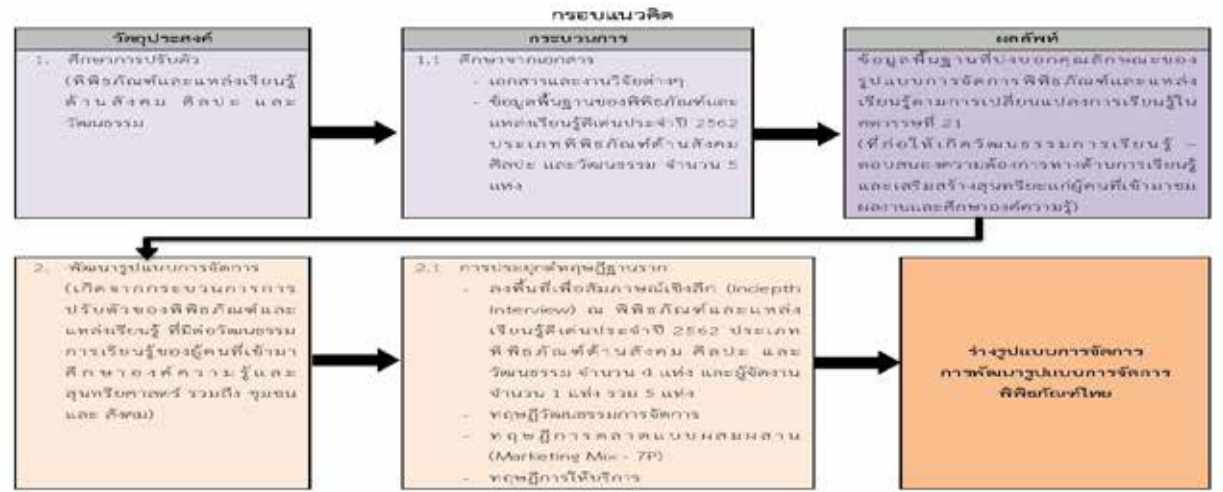 กรอบแนวคิด
วัตถุประสงค์
1. ศึกษาการปรับตัว
(พิพิธภัณฑ์และแหล่งเรียนรู้
ด้านสังคม ศิลปะ และ
วัฒนธรรม
กระบวนการ
1.1 ศึกษาจากเอกสาร
- เอกสารและงานวิจัยต่างๆ
- ข้อมูลพื้นฐานของพิพิธภัณฑ์และ
แหล่งเรียนรู้ดีเด่นประจำปี 2562
ประเภทพิพิธภัณฑ์ด้านสังคม
ศิลปะ และวัฒนธรรม จำนวน 5
แห่ง
ผลลัพท์
ข้อมูลพื้นฐานที่บ่งบอกคุณลักษณะของ
รูปแบบการจัดการพิพิธภัณฑ์และแหล่ง
เรียนรู้ตามการเปลี่ยนแปลงการเรียนรู้ใน
ศตวรรษที่ 21
(ที่ก่อให้เกิดวัฒนธรรมการเรียนรู้ –
ตอบสนองความต้องการทางด้านการเรียนรู้
และเสริมสร้างสุนทรียะแก่ผู้คนที่เข้ามาชม
ผลงานและศึกษาองค์ความรู้)
2. พัฒนารูปแบบการจัดการ
(เกิดจากกระบวนการการ
ปรับตัวของพิพิธภัณฑ์และ
แหล่งเรียนรู้ ที่มีต่อวัฒนธรรม
การเรียนรู้ของผู้คนที่เข้ามา
ศึกษาองค์ความรู้และ
สุนทรียศาสตร์ รวมถึง ชุมชน
และ สังคม)
2.1 การประยุกต์ทฤษฎีฐานราก
- ลงพื้นที่เพื่อสัมภาษณ์เชิงลึก (Indepth
Interview) ณ พิพิธภัณฑ์และแหล่ง
เรียนรู้ดีเด่นประจำปี 2562 ประเภท
พิพิธภัณฑ์ด้านสังคม ศิลปะ และ
วัฒนธรรม จำนวน 4 แห่ง และผู้จัดงาน
จำนวน 1 แห่ง รวม 5 แห่ง
- ทฤษฎีวัฒนธรรมการจัดการ
- ทฤษฎีการตลาดแบบผสมผสาน
(Marketing Mix - 7P)
- ทฤษฎีการให้บริการ
ร่างรูปแบบการจัดการ
การพัฒนารูปแบบการจัดการ
พิพิธภัณฑ์ไทย